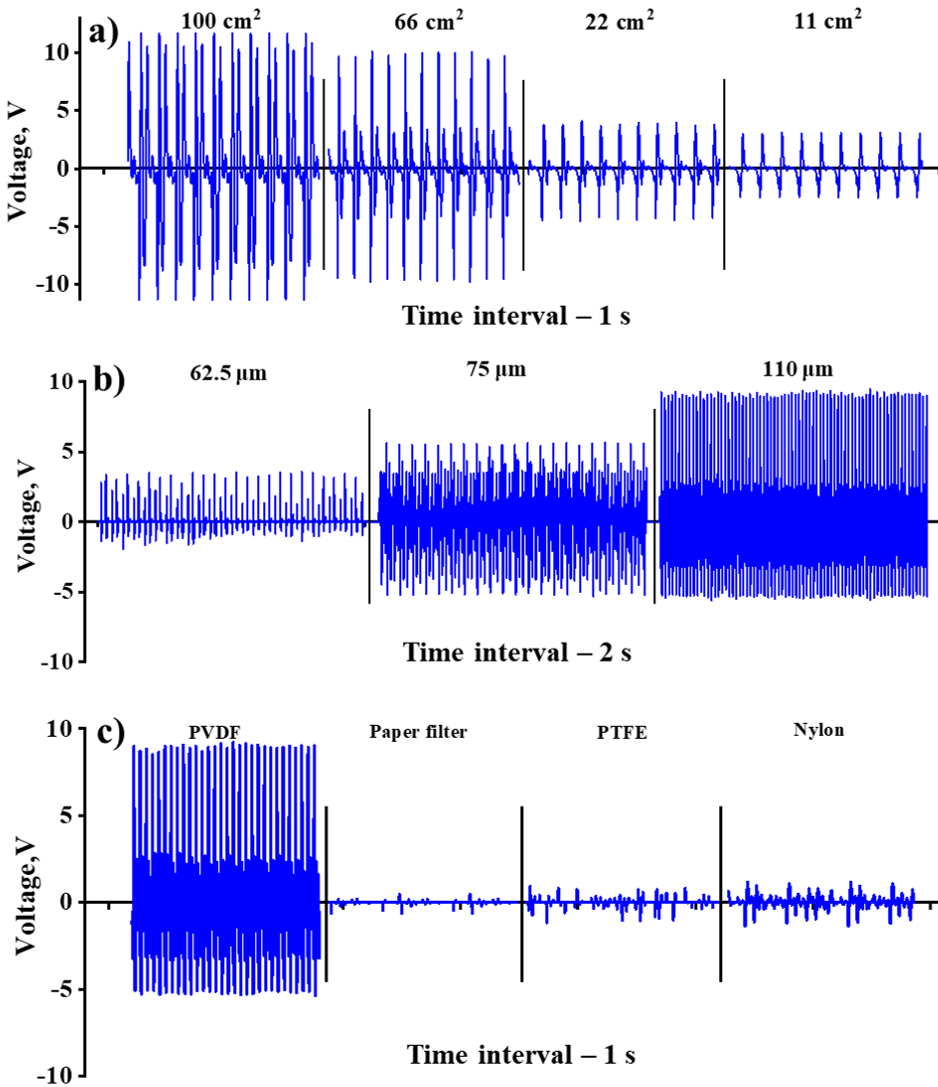 a)
100 cm²
66 cm²
22 cm²
11 cm²
10
5
0
-5
-10
Voltage, V
Time interval – 1 s
b)
62.5 µm
75 µm
110 µm
10
5
0
-5
-10
Voltage, V
Time interval – 2 s
c)
PVDF
Paper filter
PTFE
Nylon
10
5
0
-5
-10
Voltage,V
Time interval – 1 s